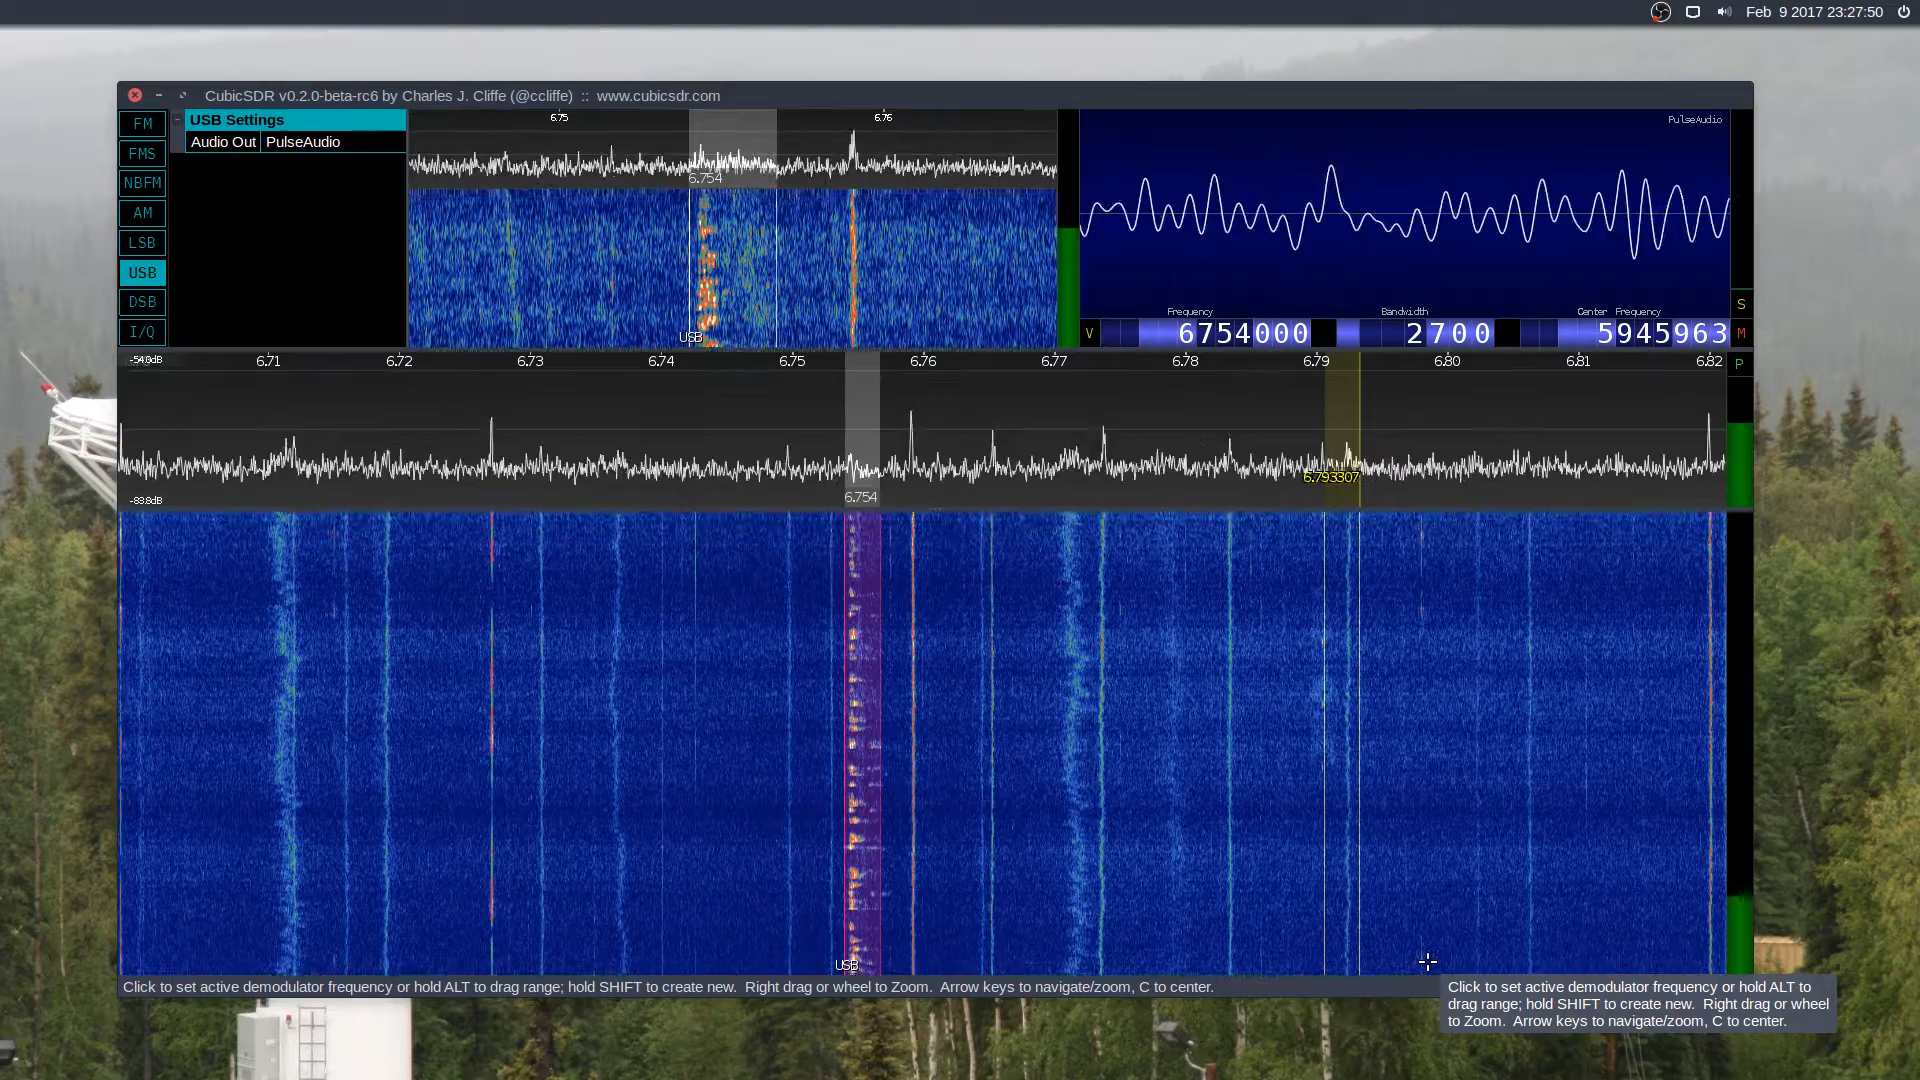 Feb 9 2017 23:27:50
CubicSDR v0.2.0-beta-rc6 by Charles J. Cliffe (@ccliffe) :: www.cubicsdr.com
FM
FMS
NBFM
AM
LSB
USB
DSB
I/Q
USB Settings
Audio Out PulseAudio
6.75 6.76
6.754
USB
PulseAudio
Frequency Bandwidth Center Frequency
V 6754000 2700 5945963
S
M
P
-54.9dB 6.71 6.72 6.73 6.74 6.75 6.76 6.77 6.78 6.79 6.80 6.81 6.82
6.793307
6.754
-83.8dB
USB
Click to set active demodulator frequency or hold ALT to drag range; hold SHIFT to create new. Right drag or wheel to Zoom. Arrow keys to navigate/zoom, C to center.
Click to set active demodulator frequency or hold ALT to
drag range; hold SHIFT to create new. Right drag or wheel
to Zoom. Arrow keys to navigate/zoom, C to center.